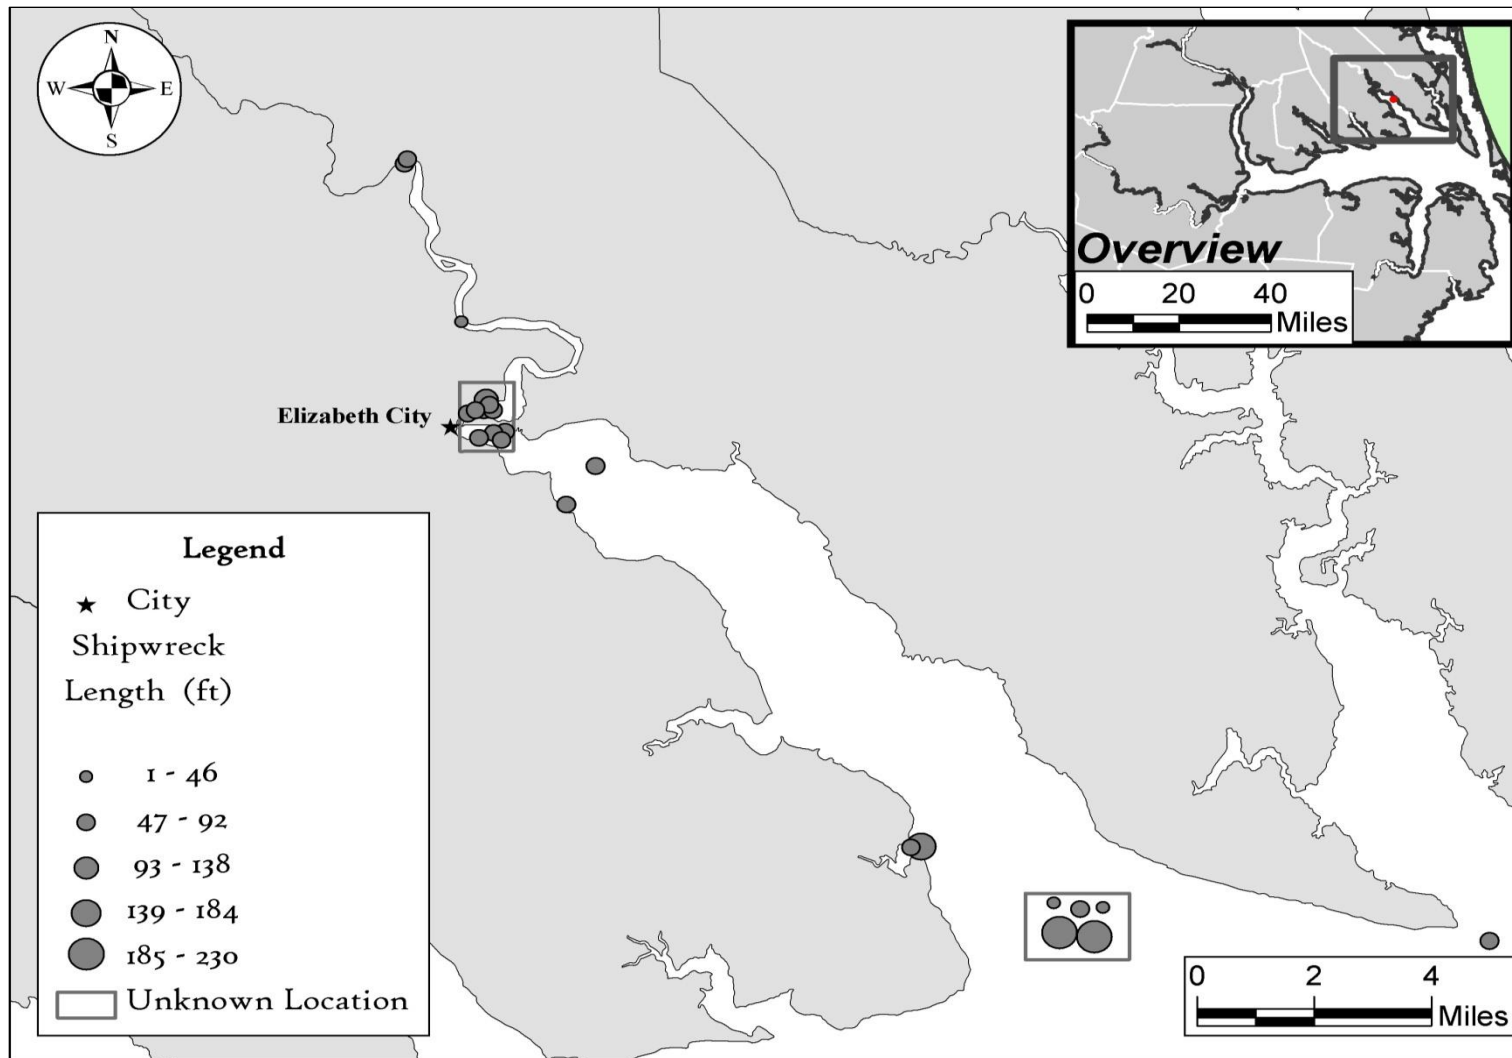 N
W E
S
Elizabeth City
Overview
0 20 40
Miles
Legend
City
Shipwreck
Length (ft)
1 - 46
47 - 92
93 - 138
139 - 184
185 - 230
Unknown Location
0 2 4
Miles